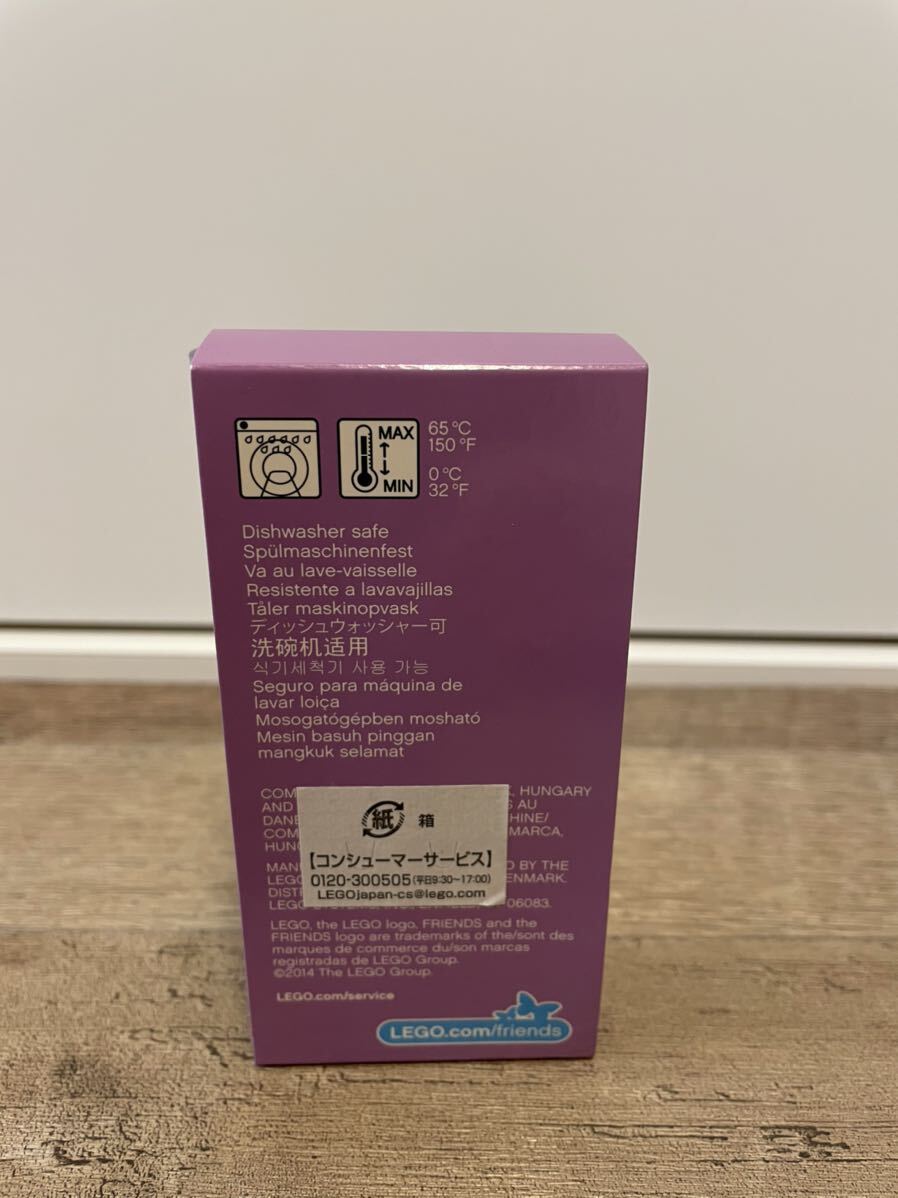 MAX
MIN
65 °C
150 °F
0 °C
32 °F
Dishwasher safe
Spülmaschinenfest
Va au lave-vaisselle
Resistente a lavavajillas
Tåler maskinopvask
ディッシュウォッシャー可
洗碗机适用
식기세척기 사용 가능
Seguro para máquina de
lavar loiça
Mosogatógépben mosható
Mesin basuh pinggan
mangkuk selamat
HUNGARY
AND AU
紙 箱
【コンシューマーサービス】
0120-300505(平日9:30~17:00)
LEGOjapan-cs@lego.com
BY THE
06083.
LEGO, the LEGO logo, FRIENDS and the
FRIENDS logo are trademarks of the/sont des
marques de commerce du/son marcas
registradas de LEGO Group.
©2014 The LEGO Group.
LEGO.com/service
LEGO.com/friends